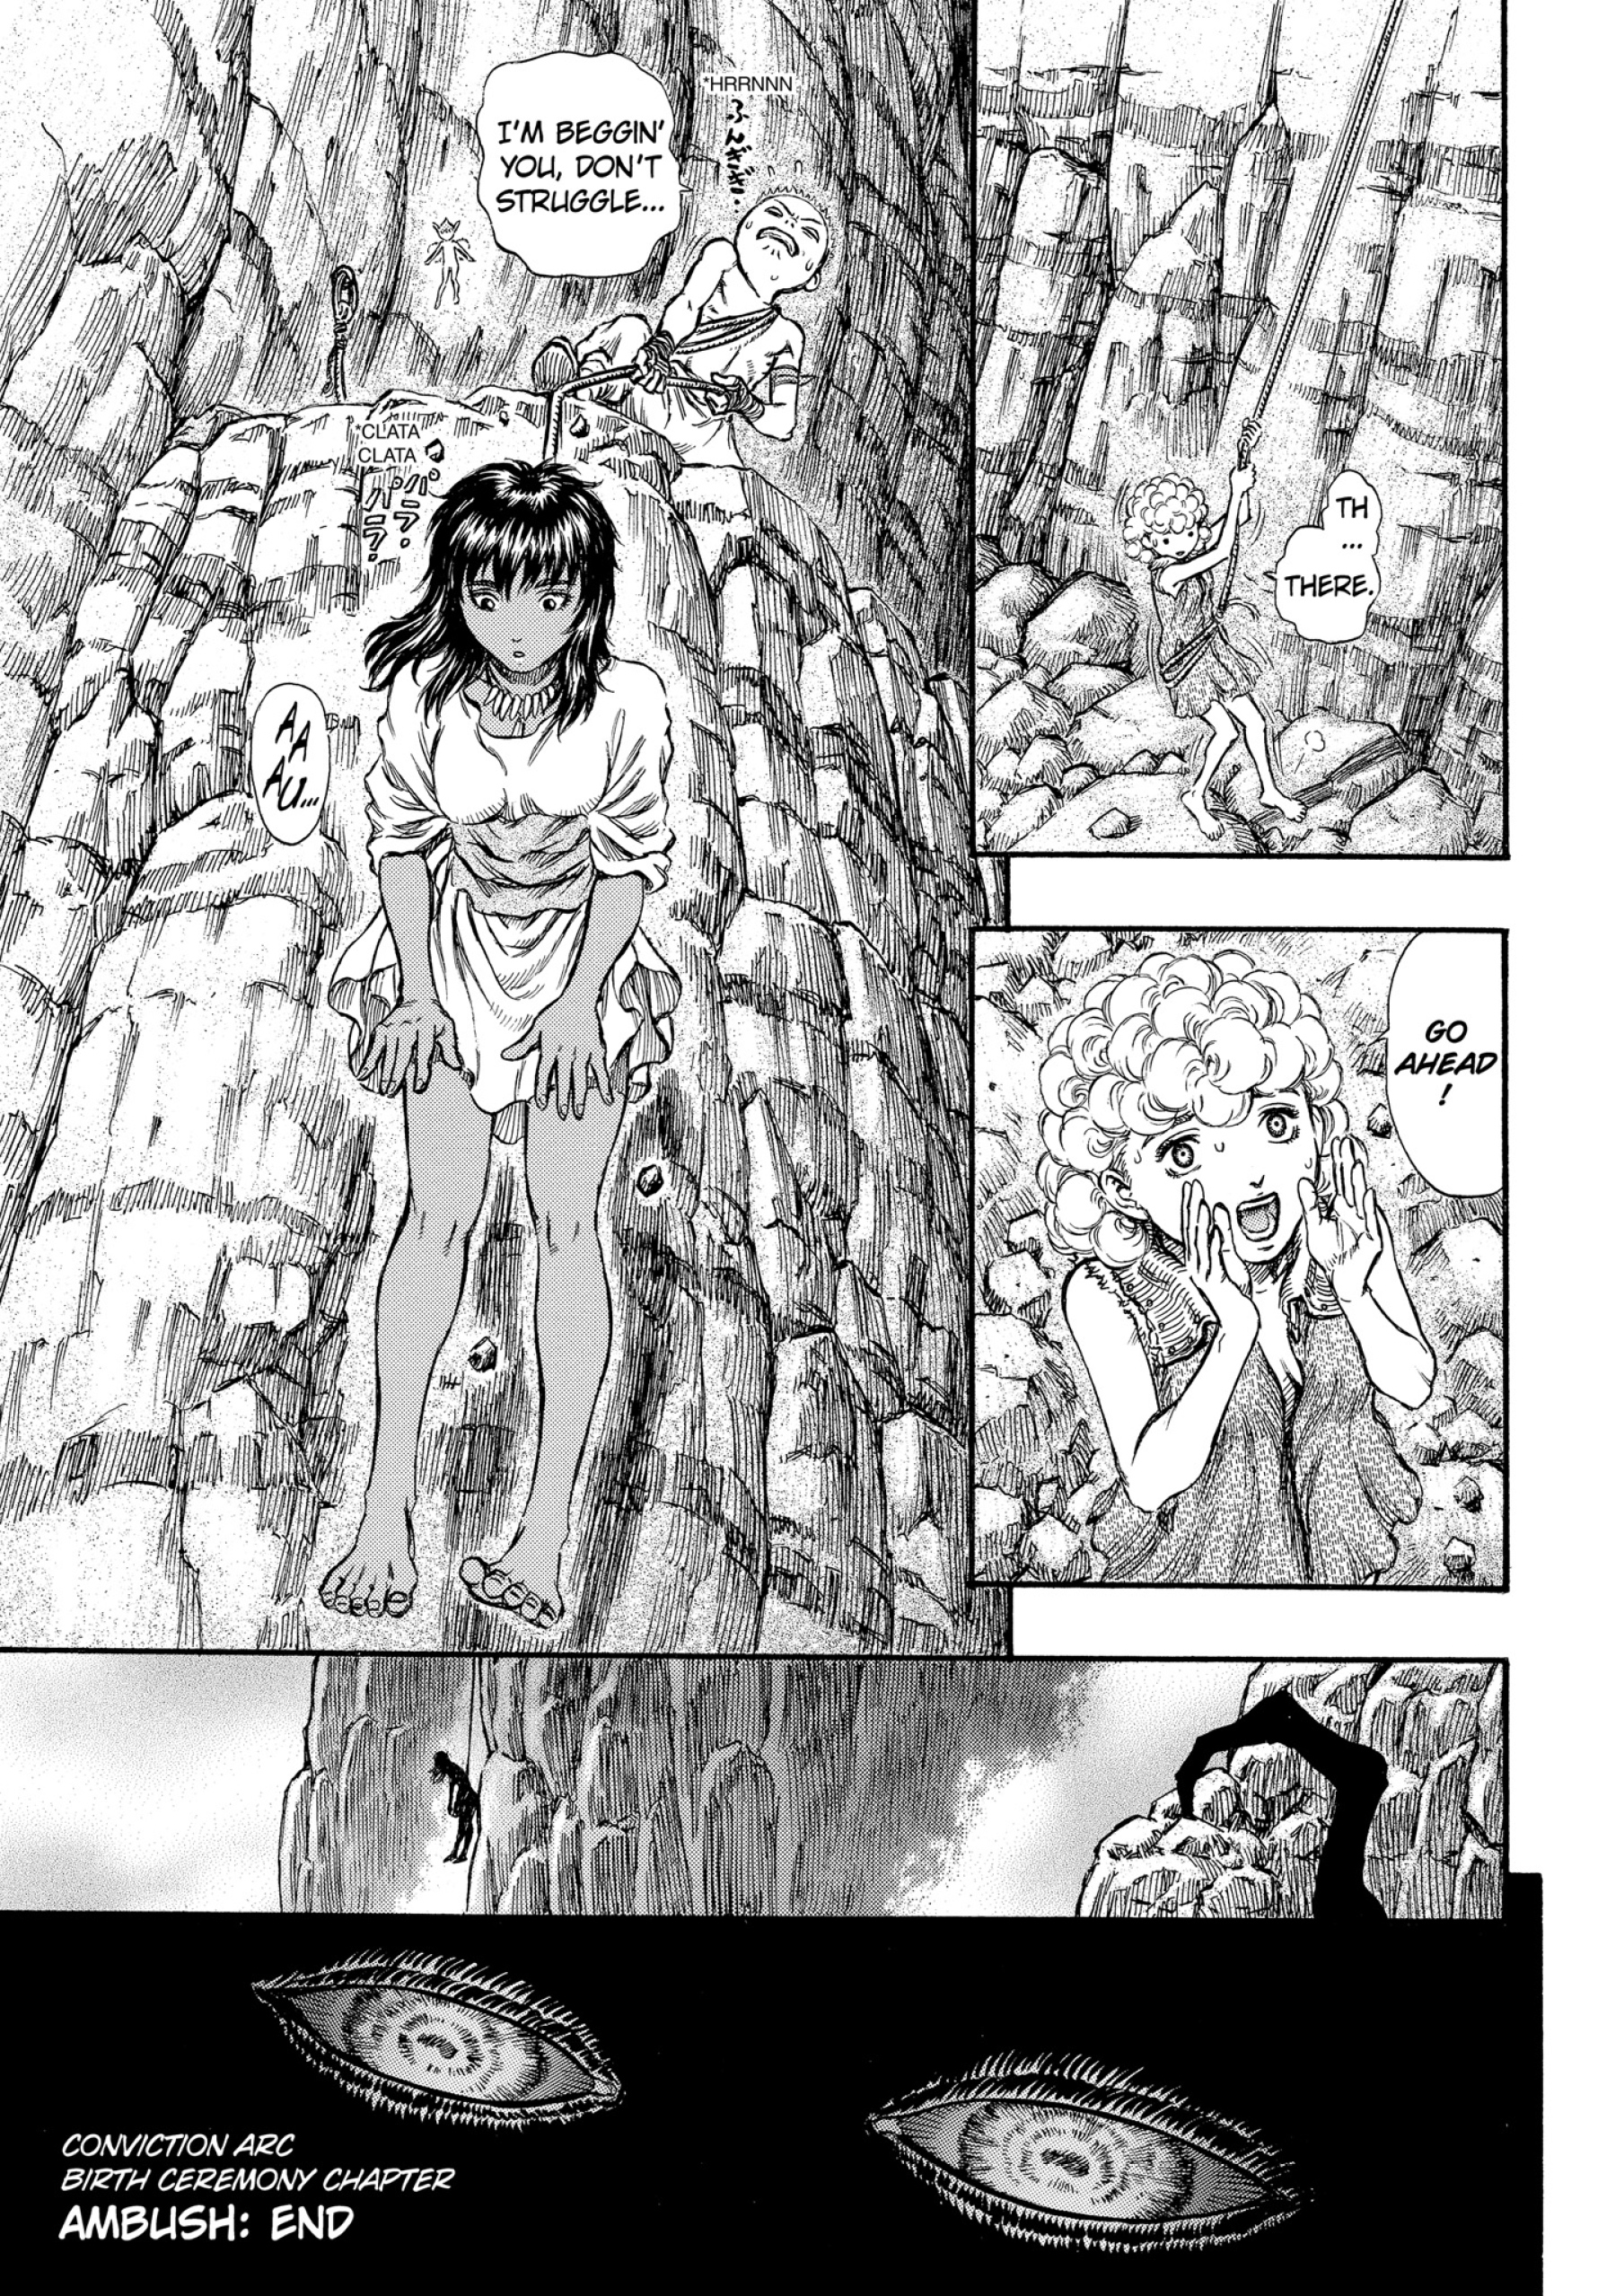 TH
...
THERE.
GO
AHEAD
!
*HRRNNN
ふんぎぎぎ・
I'M BEGGIN'
YOU, DON'T
STRUGGLE...
*CLATA
CLATA
パラ・
パラ・
A
A
AU...
CONVICTION ARC
BIRTH CEREMONY CHAPTER
AMBUSH: END